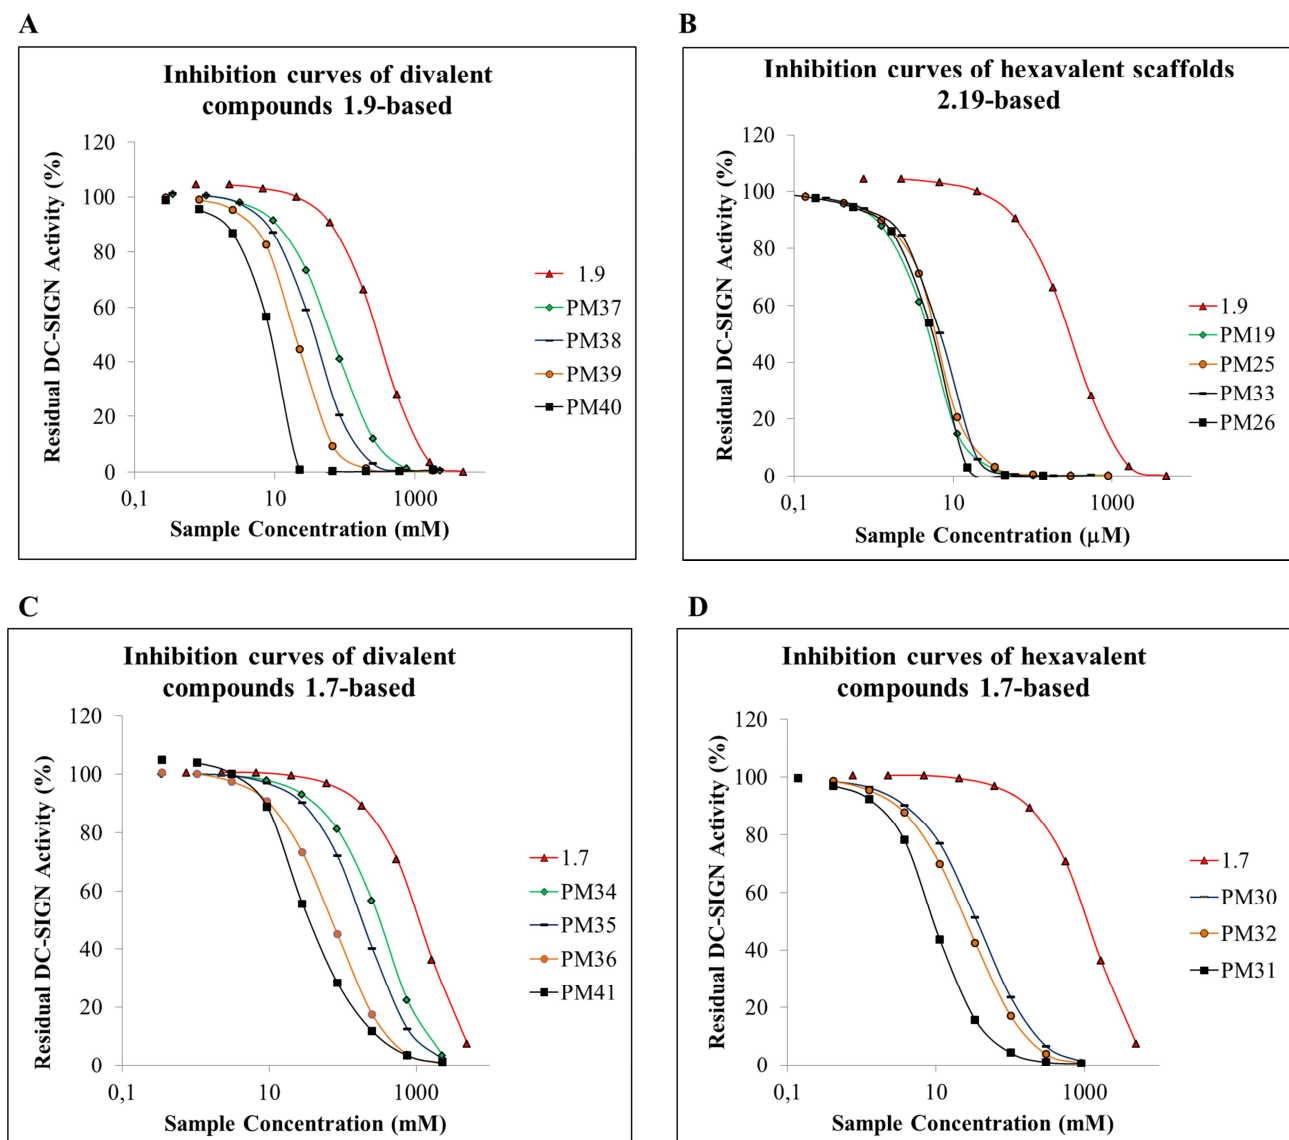 A
Inhibition curves of divalent
compounds 1.9-based
120
100
80
60
40
20
0
0,1
10
1000
Residual DC-SIGN Activity (%)
Sample Concentration (mM)
1.9
PM37
PM38
PM39
PM40
B
Inhibition curves of hexavalent scaffolds
2.19-based
120
100
80
60
40
20
0
0,1
10
1000
Residual DC-SIGN Activity (%)
Sample Concentration (µM)
1.9
PM19
PM25
PM33
PM26
C
Inhibition curves of divalent
compounds 1.7-based
120
100
80
60
40
20
0
0,1
10
1000
Residual DC-SIGN Activity (%)
Sample Concentration (mM)
1.7
PM34
PM35
PM36
PM41
D
Inhibition curves of hexavalent
compounds 1.7-based
120
100
80
60
40
20
0
0,1
10
1000
Residual DC-SIGN Activity (%)
Sample Concentration (mM)
1.7
PM30
PM32
PM31